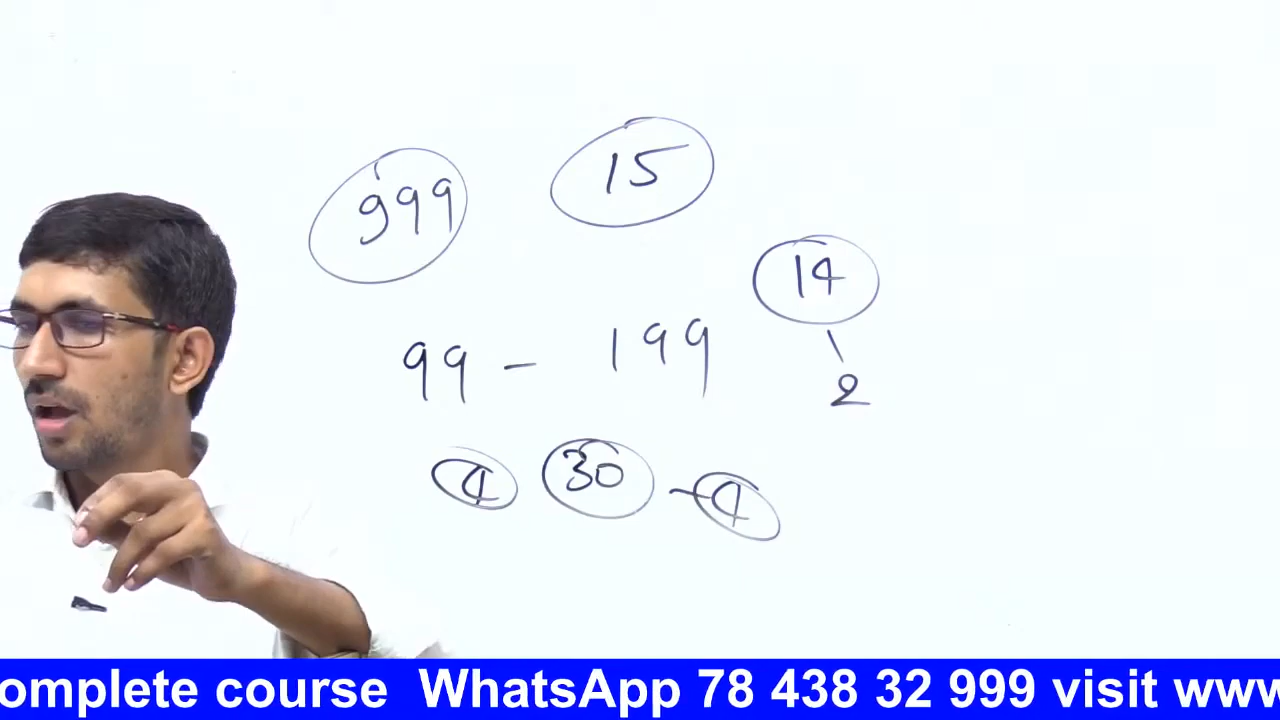 999 15
14
99 - 199
2
4 30 - 4
omplete course WhatsApp 78 438 32 999 visit www